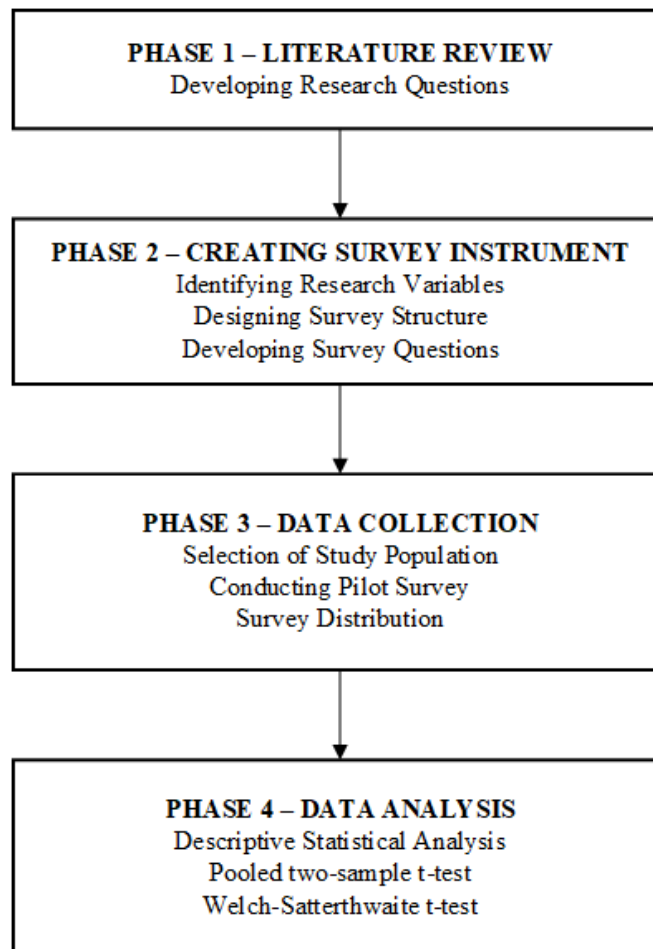 PHASE 1 – LITERATURE REVIEW
Developing Research Questions
PHASE 2 – CREATING SURVEY INSTRUMENT
Identifying Research Variables
Designing Survey Structure
Developing Survey Questions
PHASE 3 – DATA COLLECTION
Selection of Study Population
Conducting Pilot Survey
Survey Distribution
PHASE 4 – DATA ANALYSIS
Descriptive Statistical Analysis
Pooled two-sample t-test
Welch-Satterthwaite t-test